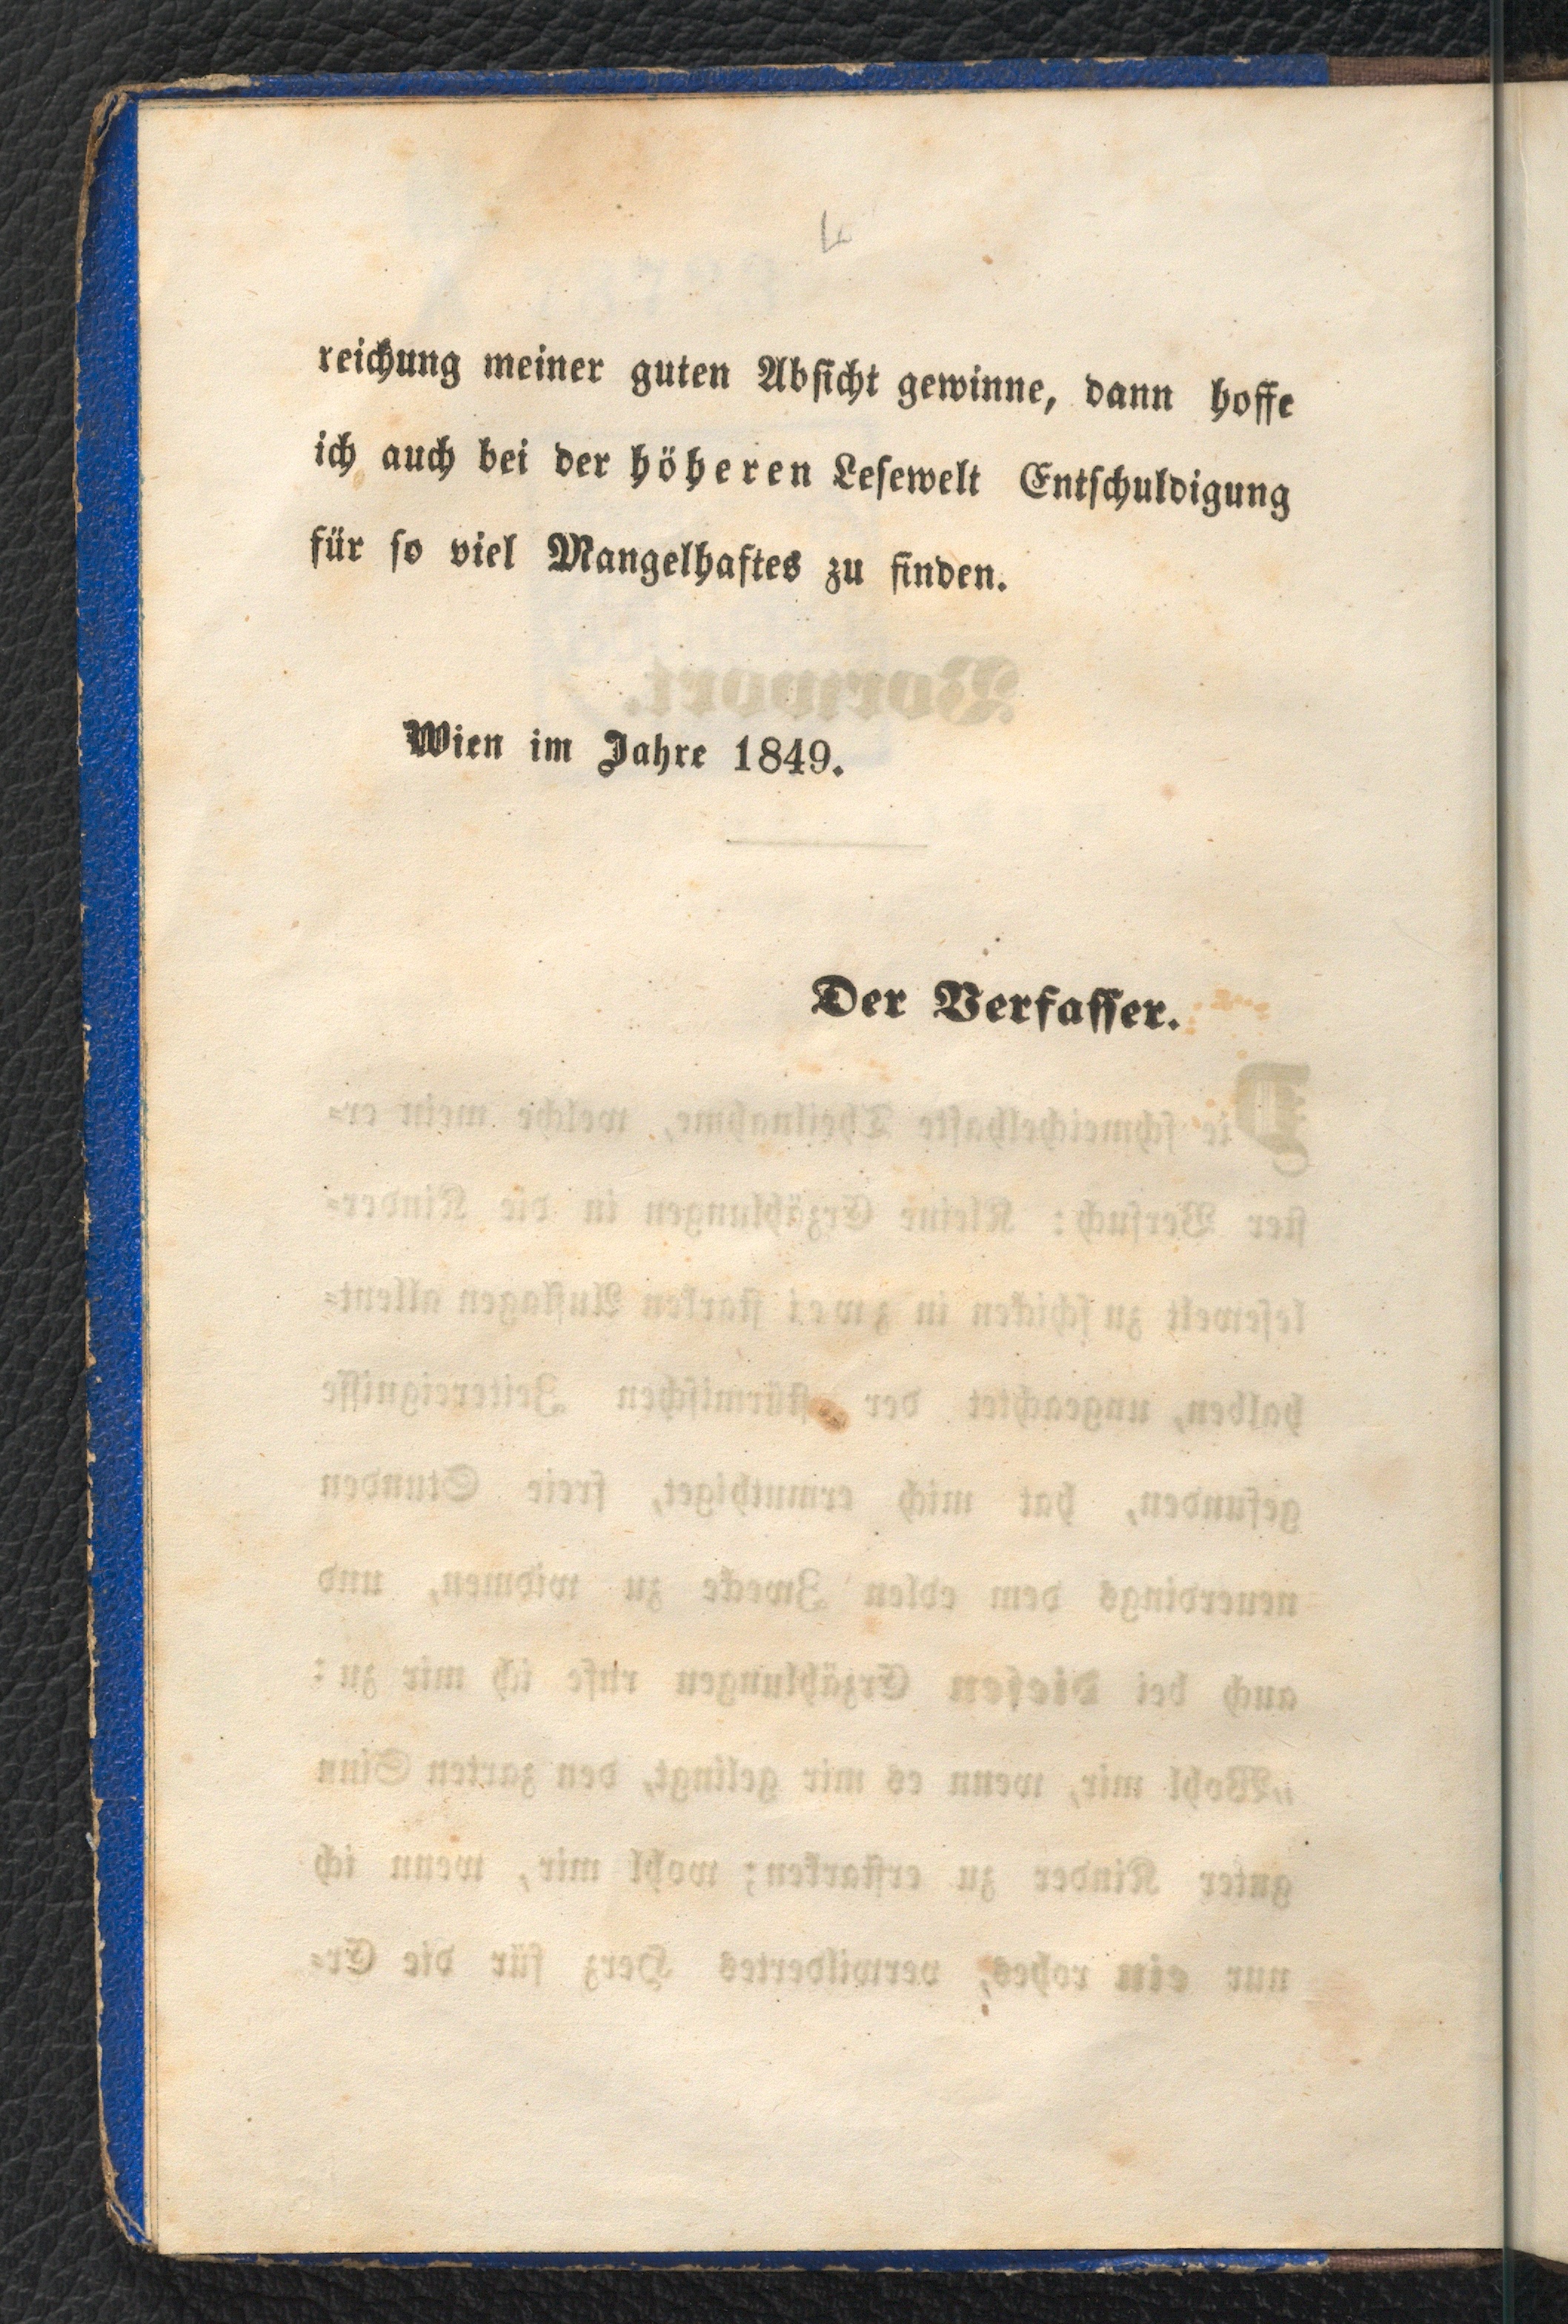 reichung meiner guten Absicht gewinne, dann hoffe
ich auch bei der höheren Lesewelt Entschuldigung
für so viel Mangelhaftes zu finden.
Wien im Jahre 1849.
Der Verfasser.